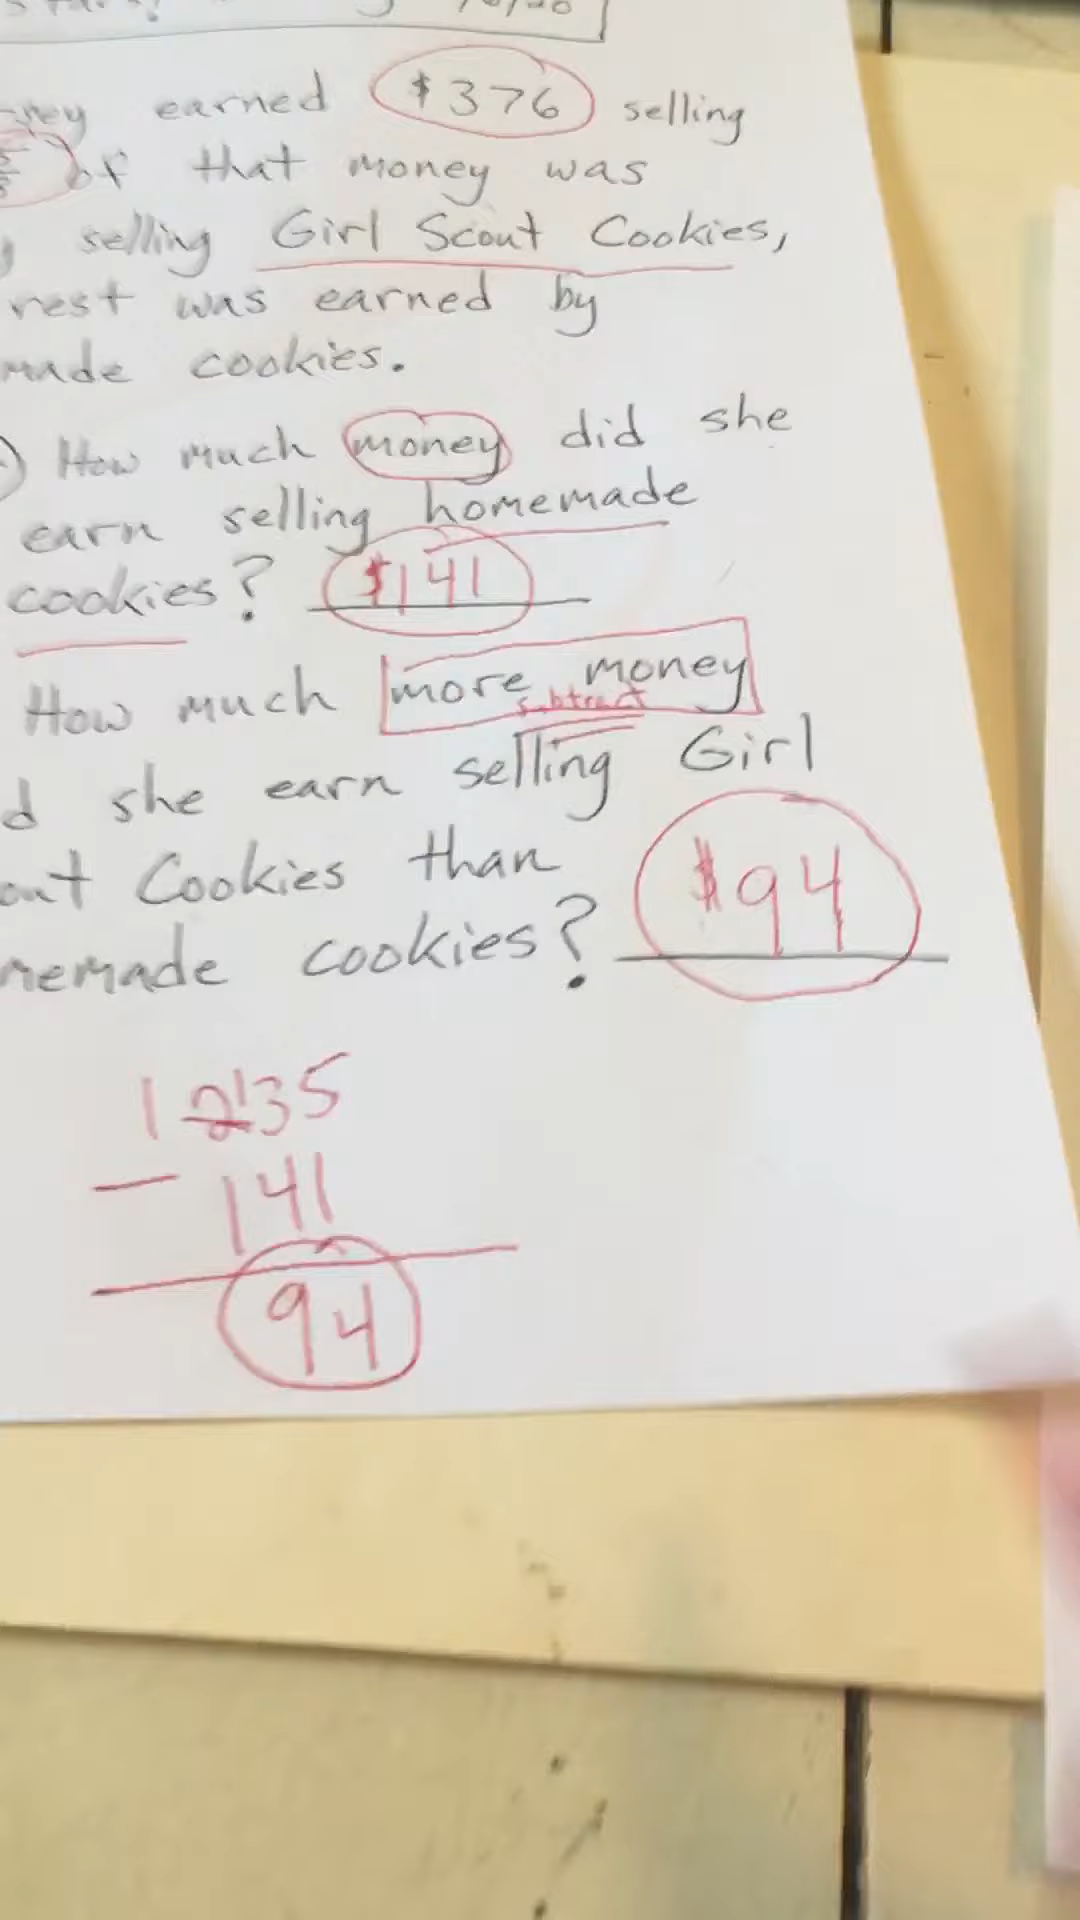 earned $376 selling
of that money was
selling Girl Scout Cookies,
rest was earned by
made cookies.
How much money did she
earn selling homemade
cookies? $141
How much more money
subtract
she earn selling Girl
Cookies than
cookies? $94
1 2135
- 141
94